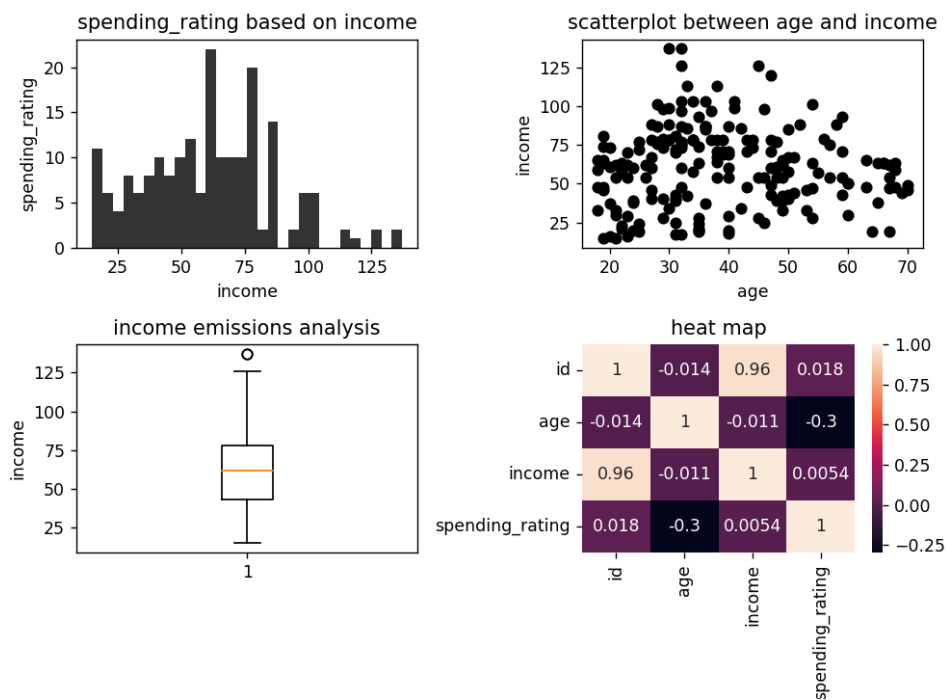 spending_rating based on income
spending_rating
20
15
10
5
0
25
50
75
100
125
income
scatterplot between age and income
income
125
100
75
50
25
20
30
40
50
60
70
age
income emissions analysis
income
125
100
75
50
25
1
heat map
id
age
income
spending_rating
1 -0.014 0.96 0.018
-0.014 1 -0.011 -0.3
0.96 -0.011 1 0.0054
0.018 -0.3 0.0054 1
id
age
income
spending_rating
1.00
0.75
0.50
0.25
0.00
−0.25